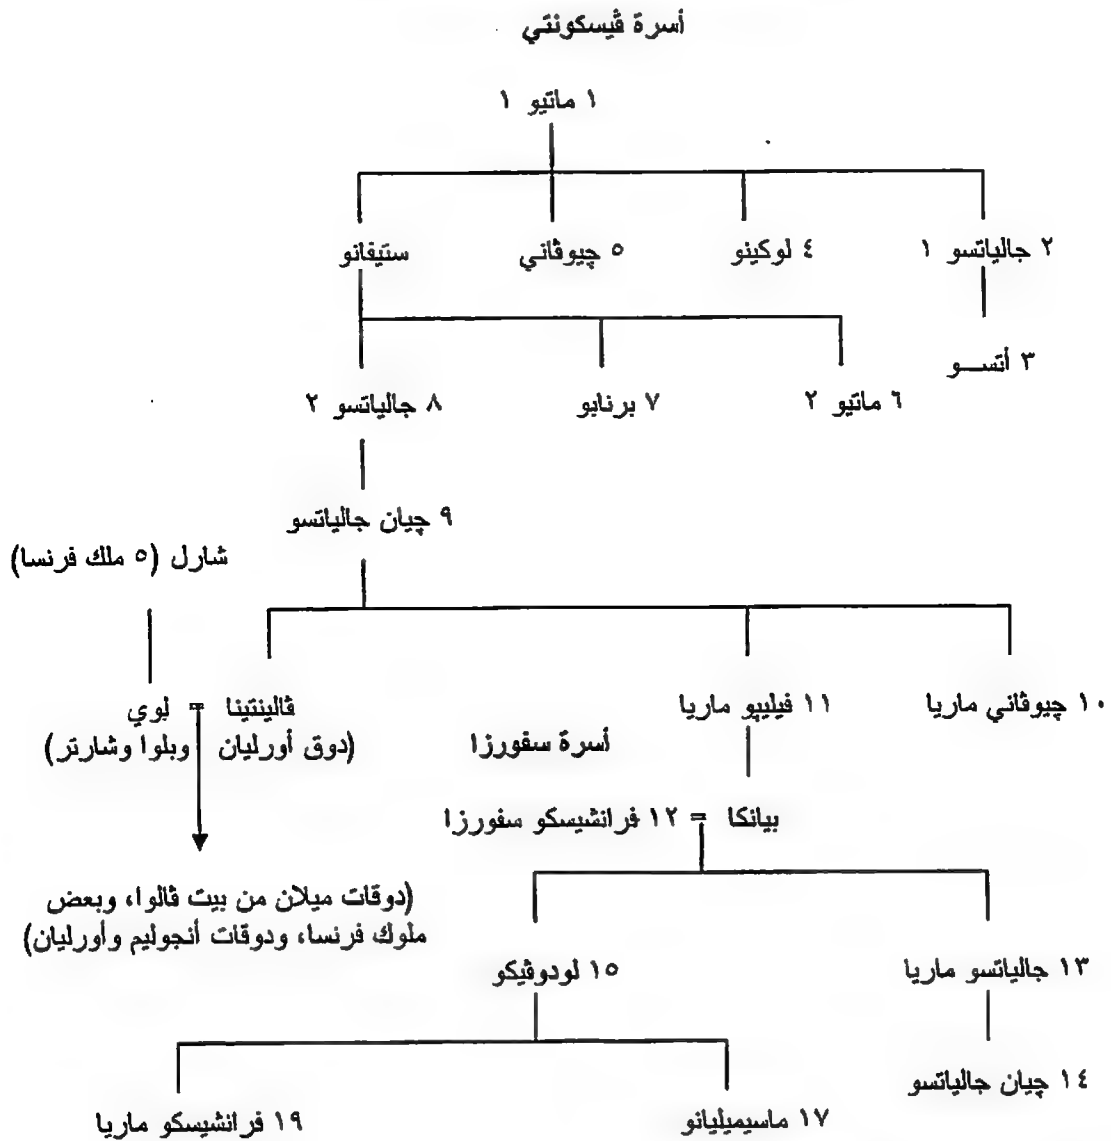 أسرة ڤيسكونتي
١ ماتيو ١
٢ جالياتسو ١
٤ لوكينو
٥ چيوڤاني
ستيفانو
٣ أتســو
٦ ماتيو ٢
٧ برنابو
٨ جالياتسو ٢
٩ چيان جالياتسو
شارل (٥ ملك فرنسا)
١٠ چيوڤاني ماريا
١١ فيليپو ماريا
ڤالينتينا = لوي
(دوق أورليان وبلوا وشارتر)
أسرة سفورزا
بيانكا = ١٢ فرانشيسكو سفورزا
(دوقات ميلان من بيت ڤالوا، وبعض
ملوك فرنسا، ودوقات أنجوليم وأورليان)
١٣ جالياتسو ماريا
١٥ لودوڤيكو
١٤ چيان جالياتسو
١٧ ماسيميليانو
١٩ فرانشيسكو ماريا